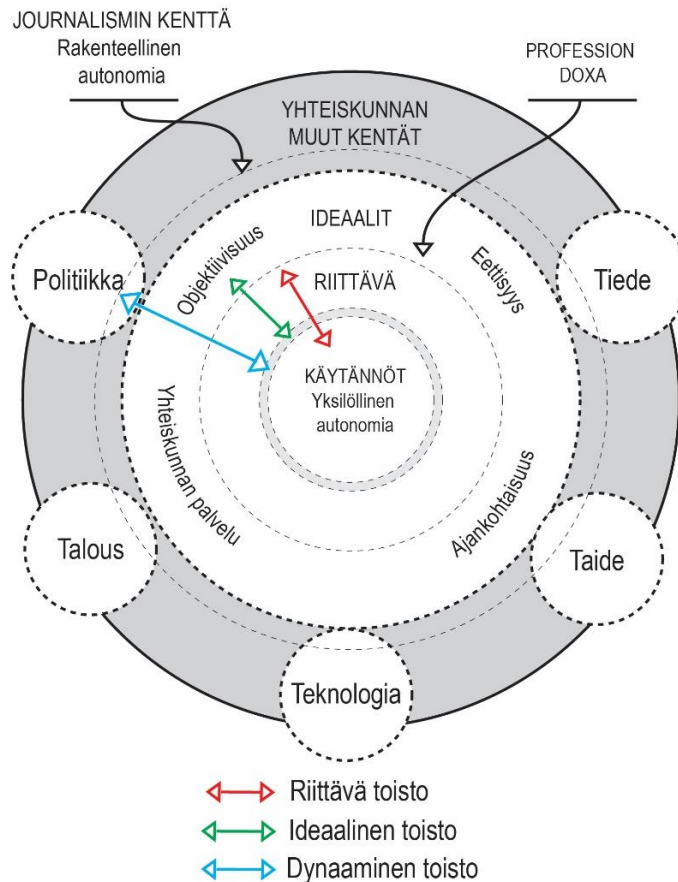 JOURNALISMIN KENTTÄ
Rakenteellinen
autonomia
PROFESSION
DOXA
YHTEISKUNNAN
MUUT KENTÄT
IDEAALIT
Objektiivisuus
Eettisyys
Politiikka
Tiede
RIITTÄVÄ
KÄYTÄNNÖT
Yksilöllinen
autonomia
Yhteiskunnan palvelu
Ajankohtaisuus
Talous
Taide
Teknologia
Riittävä toisto
Ideaalinen toisto
Dynaaminen toisto